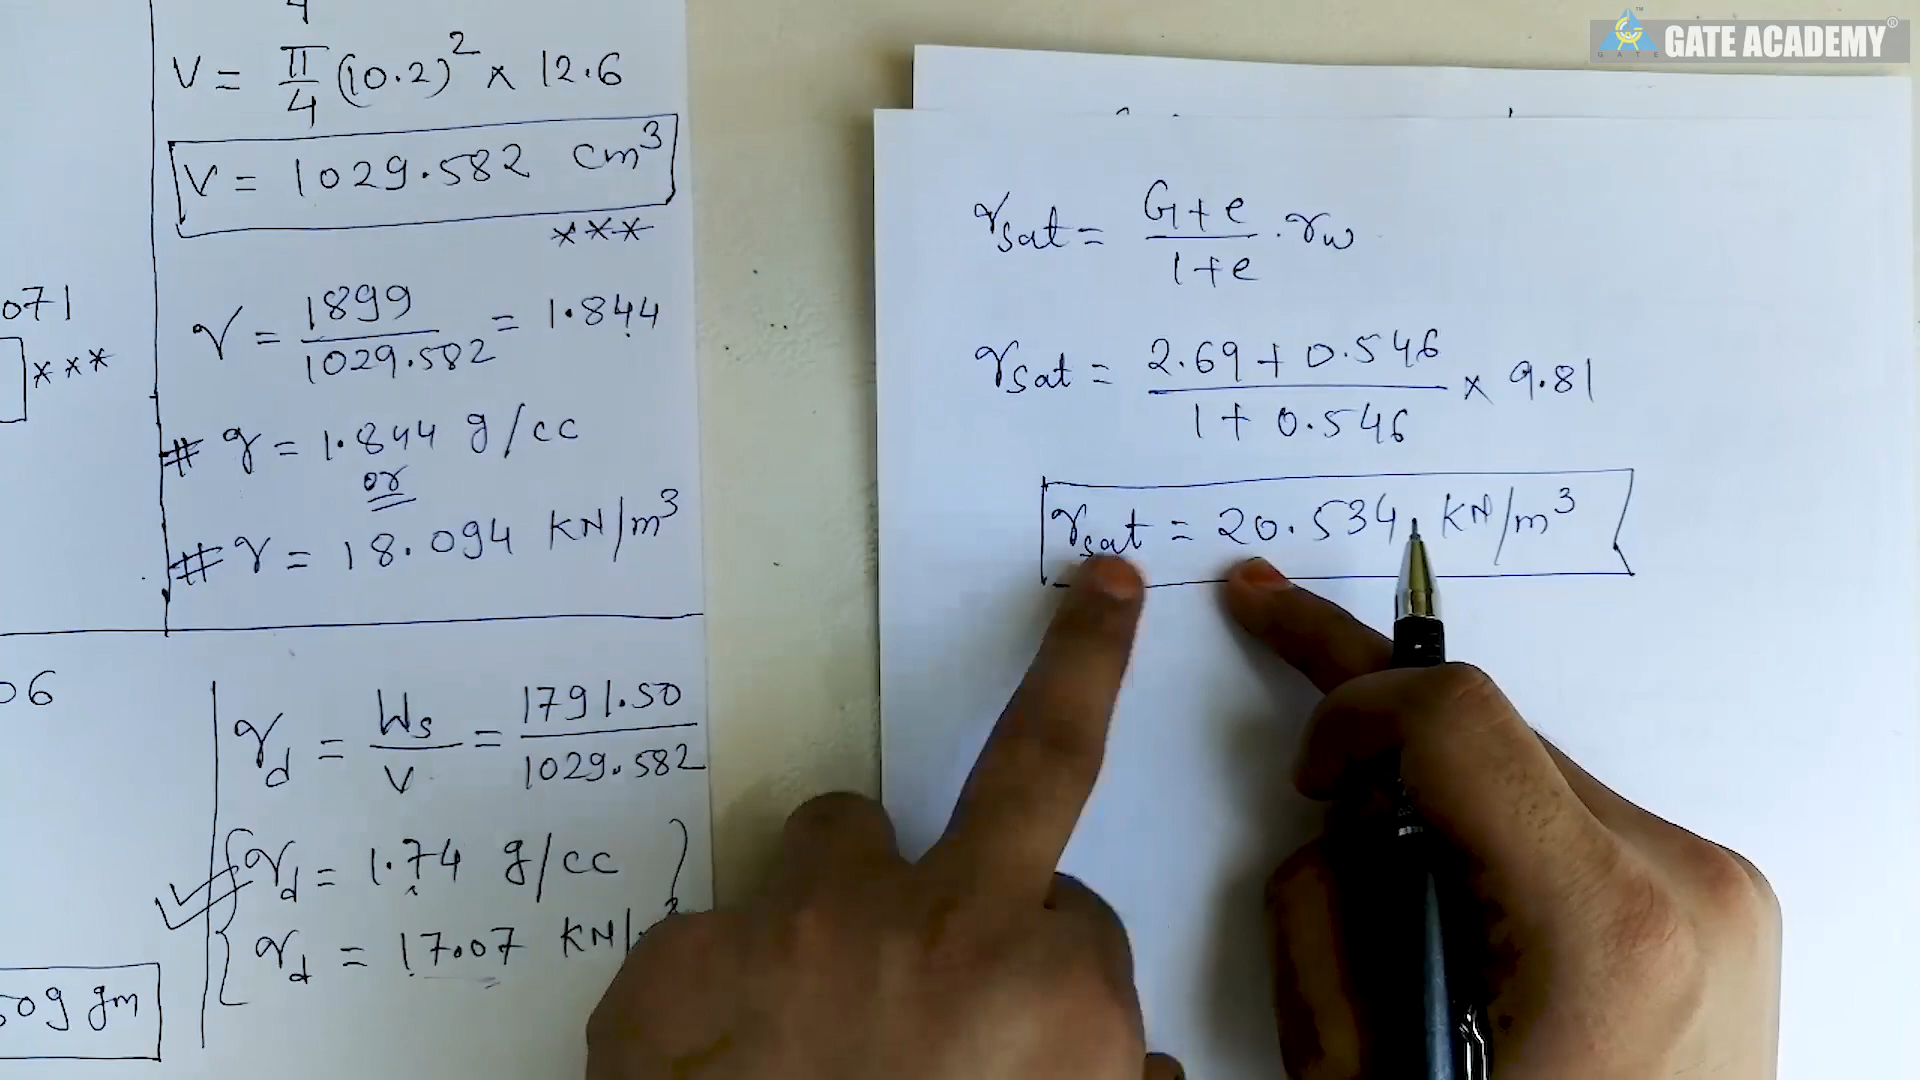 GATE ACADEMY®
GATE
4
V = π/4 (10.2)² × 12.6
V = 1029.582 cm³
***
071
***
γ = 1899/1029.582 = 1.844
# γ = 1.844 g/cc
or
# γ = 18.094 KN/m³
06
γd = Ws/V = 1791.50/1029.582
γd = 1.74 g/cc
γd = 17.07 KN/
50g gm
γsat = G+e/1+e . γw
γsat = 2.69+0.546/1+0.546 × 9.81
γsat = 20.534 KN/m³